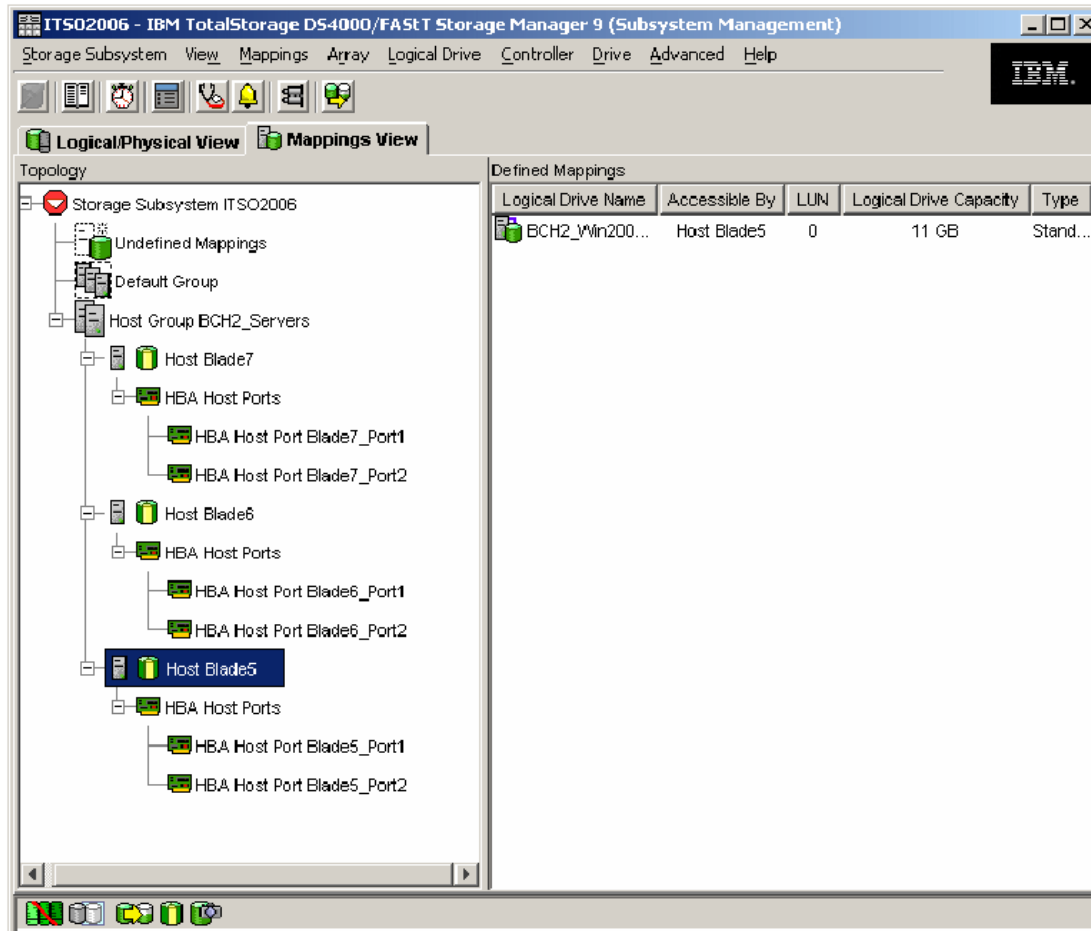 ITSO2006 - IBM TotalStorage DS4000/FAStT Storage Manager 9 (Subsystem Management)
Storage Subsystem View Mappings Array Logical Drive Controller Drive Advanced Help
IBM.
Logical/Physical View Mappings View
Topology
Storage Subsystem ITSO2006
Undefined Mappings
Default Group
Host Group BCH2_Servers
Host Blade7
HBA Host Ports
HBA Host Port Blade7_Port1
HBA Host Port Blade7_Port2
Host Blade6
HBA Host Ports
HBA Host Port Blade6_Port1
HBA Host Port Blade6_Port2
Host Blade5
HBA Host Ports
HBA Host Port Blade5_Port1
HBA Host Port Blade5_Port2
Defined Mappings
Logical Drive Name Accessible By LUN Logical Drive Capacity Type
BCH2_Win200... Host Blade5 0 11 GB Stand...